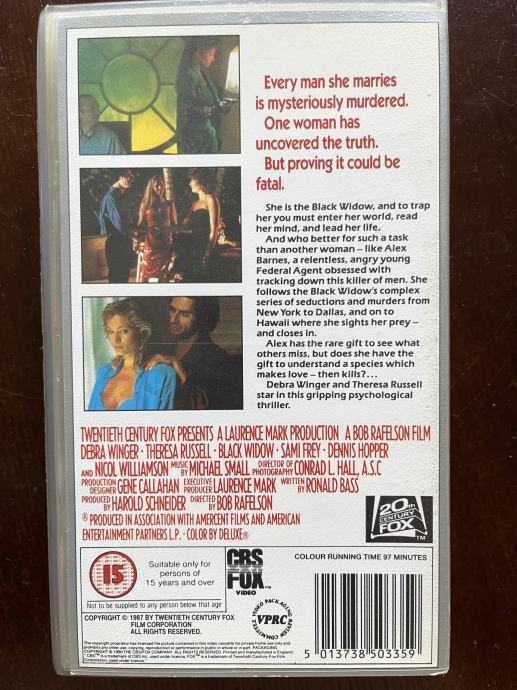 Every man she marries
is mysteriously murdered.
One woman has
uncovered the truth.
But proving it could be
fatal.
She is the Black Widow, and to trap
her you must enter her world, read
her mind, and lead her life.
And who better for such a task
than another woman – like Alex
Barnes, a relentless, angry young
Federal Agent obsessed with
tracking down this killer of men. She
follows the Black Widow's complex
series of seductions and murders from
New York to Dallas, and on to
Hawaii where she sights her prey –
and closes in.
Alex has the rare gift to see what
others miss, but does she have the
gift to understand a species which
makes love – then kills?...
Debra Winger and Theresa Russell
star in this gripping psychological
thriller.
TWENTIETH CENTURY FOX PRESENTS A LAURENCE MARK PRODUCTION A BOB RAFELSON FILM
DEBRA WINGER · THERESA RUSSELL · BLACK WIDOW · SAMI FREY · DENNIS HOPPER
AND NICOL WILLIAMSON MUSIC BY MICHAEL SMALL DIRECTOR OF PHOTOGRAPHY CONRAD L. HALL, A.S.C
PRODUCTION DESIGNER GENE CALLAHAN EXECUTIVE PRODUCER LAURENCE MARK WRITTEN BY RONALD BASS
PRODUCED BY HAROLD SCHNEIDER DIRECTED BY BOB RAFELSON
® PRODUCED IN ASSOCIATION WITH AMERCENT FILMS AND AMERICAN
ENTERTAINMENT PARTNERS L.P. · COLOR BY DELUXE®
20th
CENTURY
FOX
TM
15
Suitable only for
persons of
15 years and over
Not to be supplied to any person below that age
CBS
FOX TM
VIDEO
COLOUR RUNNING TIME 97 MINUTES
COPYRIGHT © 1987 BY TWENTIETH CENTURY FOX
FILM CORPORATION
ALL RIGHTS RESERVED.
VIDEO PACKAGING REVIEW COMMITTEE
VPRC
5 013738 503359